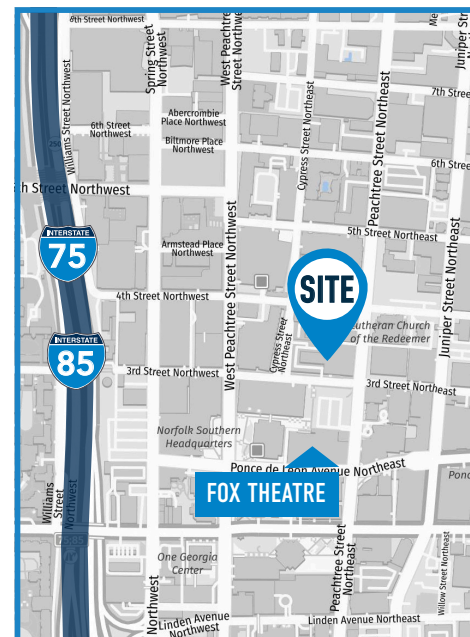 8th Street Northwest
Spring Street
Northwest
Williams Street Northwest
6th Street
Northwest
Abercrombie
Place Northwest
Biltmore Place
Northwest
Cypress Street Northeast
Peachtree Street Northeast
Juniper
7th Street
6th Street
Street Northwest
5th Street Northeast
INTERSTATE
75
Armstead Place
Northwest
West Peachtree Street Northwest
SITE
4th Street Northwest
Cypress Street
Northeast
Lutheran Church
of the Redeemer
Juniper Street Northeast
INTERSTATE
85
3rd Street Northwest
3rd Street Northeast
Norfolk Southern
Headquarters
Ponce de Leon Avenue Northeast
FOX THEATRE
Williams
Street
Northwest
One Georgia
Center
Northwest
Peachtree Street
Northeast
Willow Street Northeast
Linden Avenue
Northwest
Linden Avenue Northeast